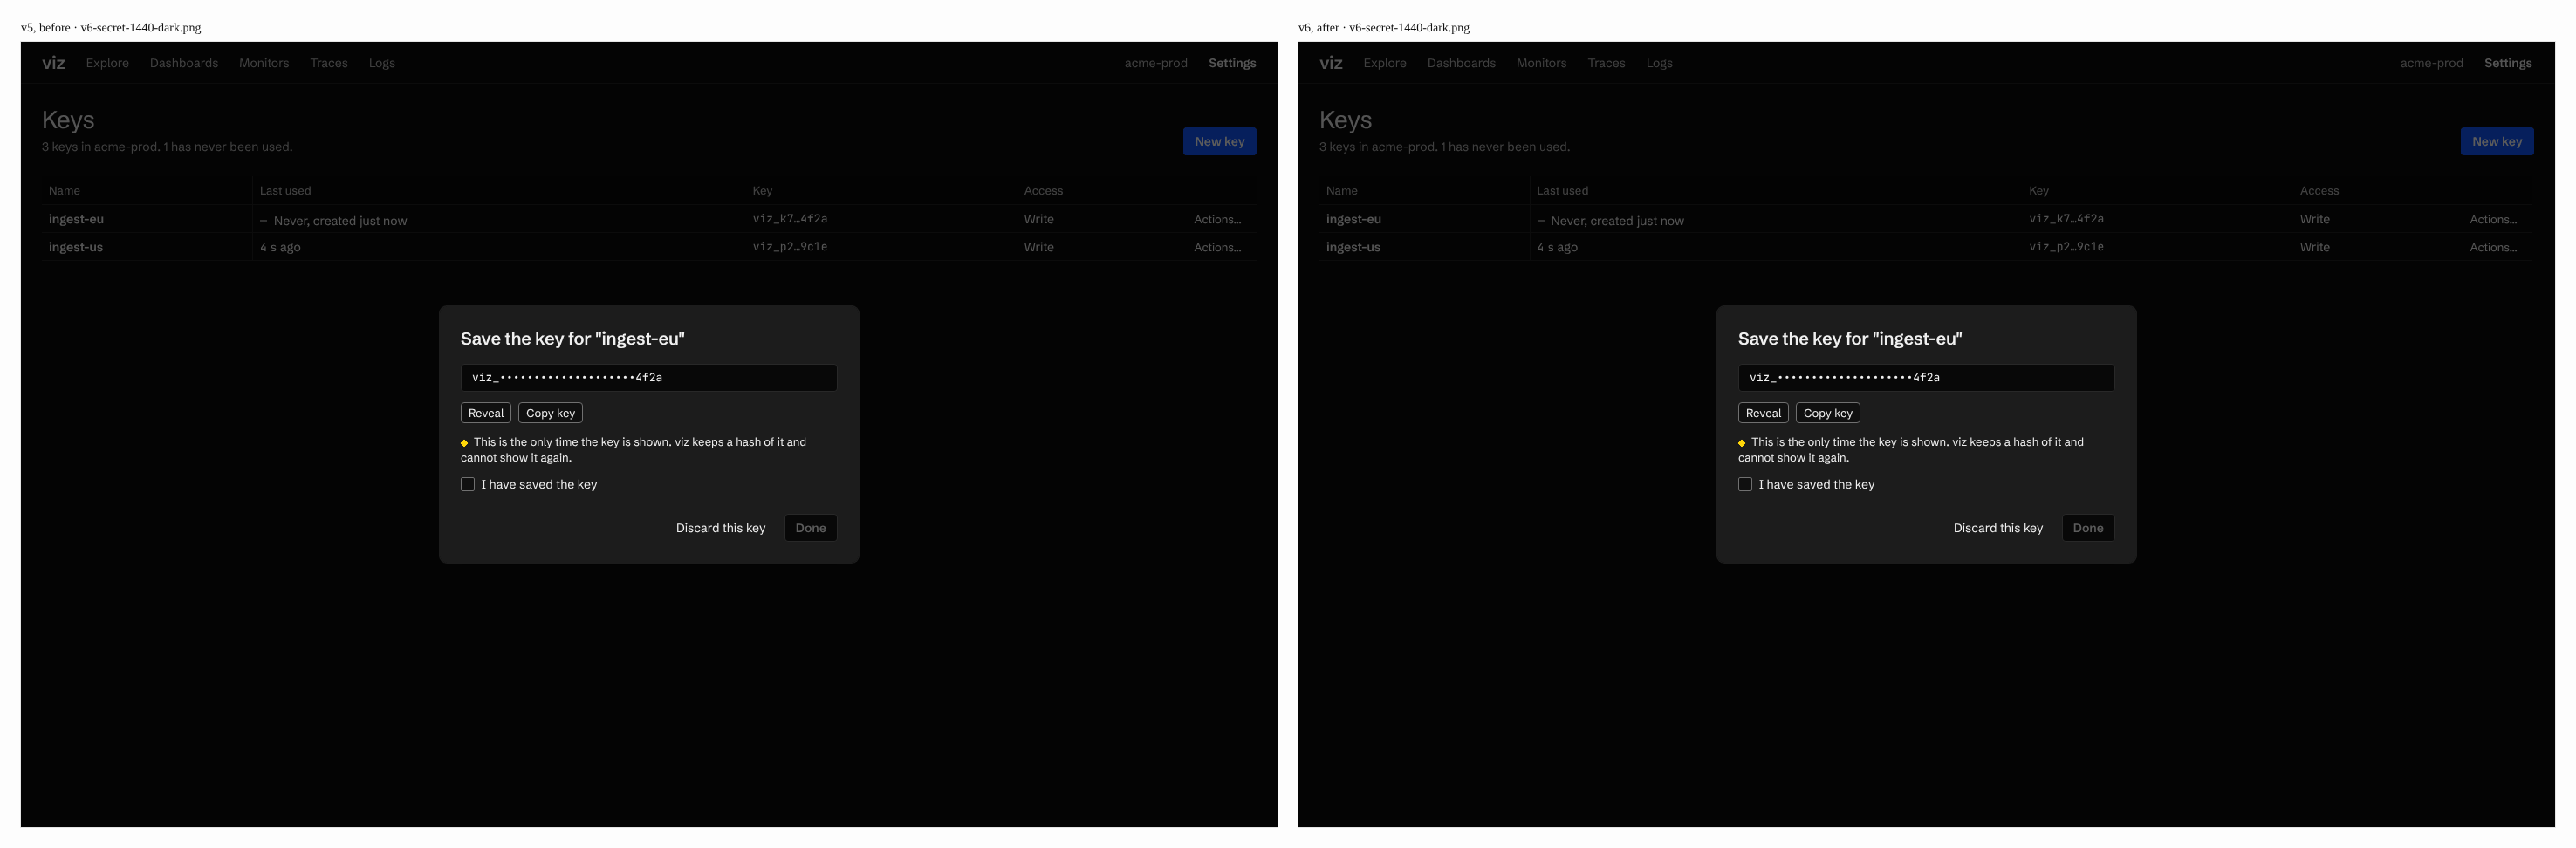 v5, before · v6-secret-1440-dark.png
viz Explore Dashboards Monitors Traces Logs acme-prod Settings
Keys
3 keys in acme-prod. 1 has never been used.
New key
Name Last used Key Access
ingest-eu – Never, created just now viz_k7…4f2a Write Actions…
ingest-us 4 s ago viz_p2…9c1e Write Actions…
Save the key for "ingest-eu"
viz_••••••••••••••••••••4f2a
Reveal Copy key
◆ This is the only time the key is shown. viz keeps a hash of it and
cannot show it again.
I have saved the key
Discard this key Done
v6, after · v6-secret-1440-dark.png
viz Explore Dashboards Monitors Traces Logs acme-prod Settings
Keys
3 keys in acme-prod. 1 has never been used.
New key
Name Last used Key Access
ingest-eu – Never, created just now viz_k7…4f2a Write Actions…
ingest-us 4 s ago viz_p2…9c1e Write Actions…
Save the key for "ingest-eu"
viz_••••••••••••••••••••4f2a
Reveal Copy key
◆ This is the only time the key is shown. viz keeps a hash of it and
cannot show it again.
I have saved the key
Discard this key Done